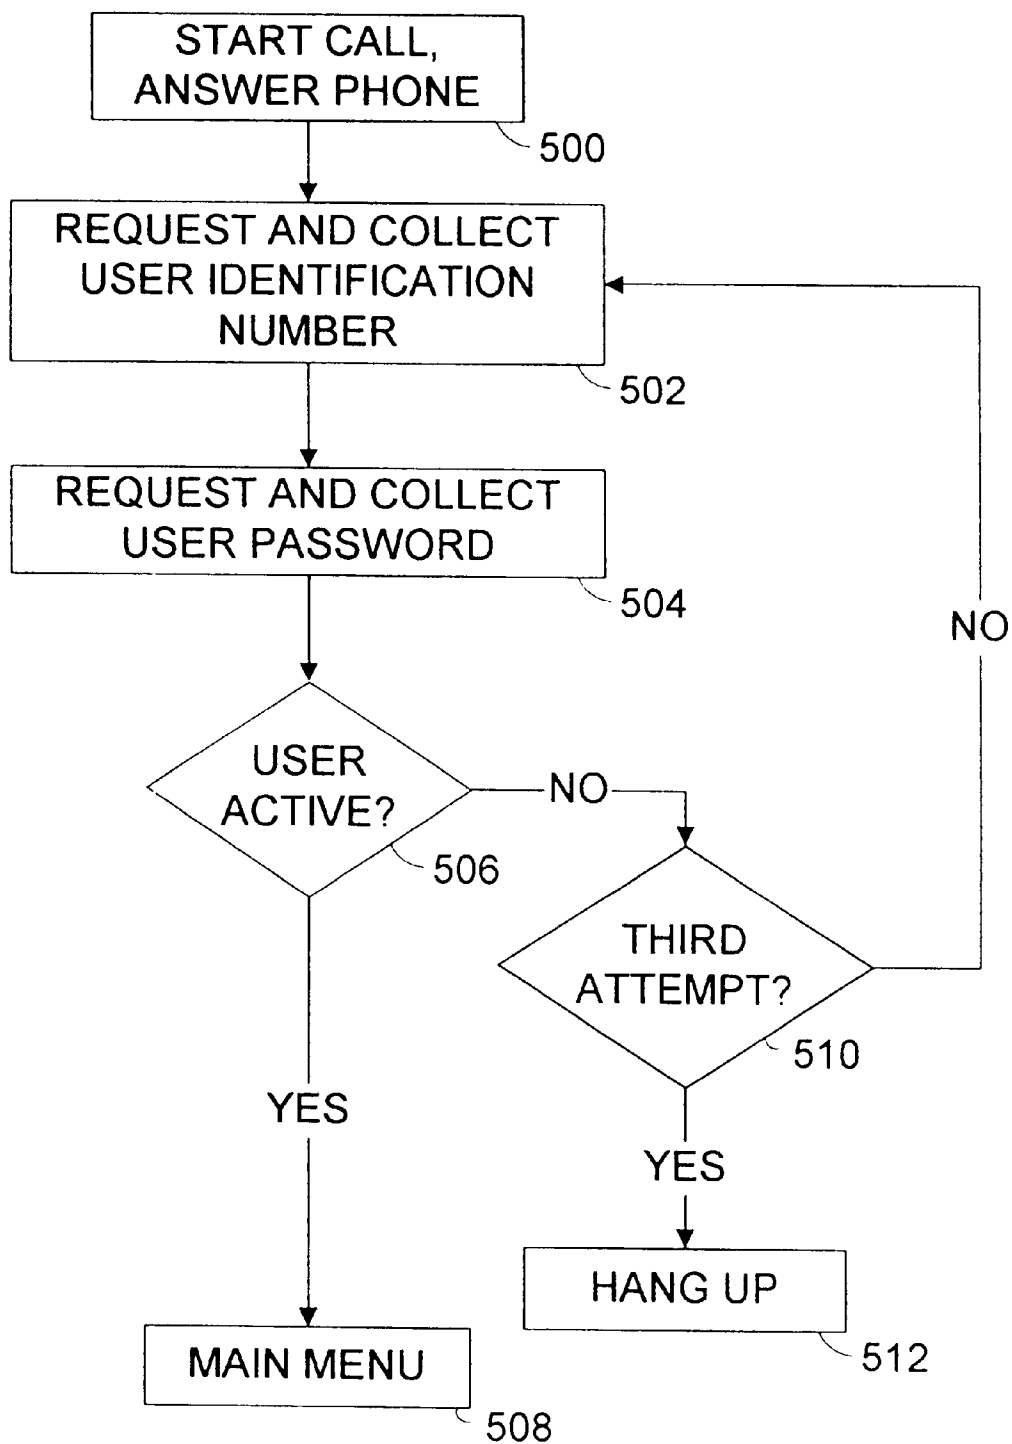 START CALL,
ANSWER PHONE
500
REQUEST AND COLLECT
USER IDENTIFICATION
NUMBER
502
REQUEST AND COLLECT
USER PASSWORD
504
NO
USER
ACTIVE?
NO
506
THIRD
ATTEMPT?
510
YES
YES
HANG UP
512
MAIN MENU
508